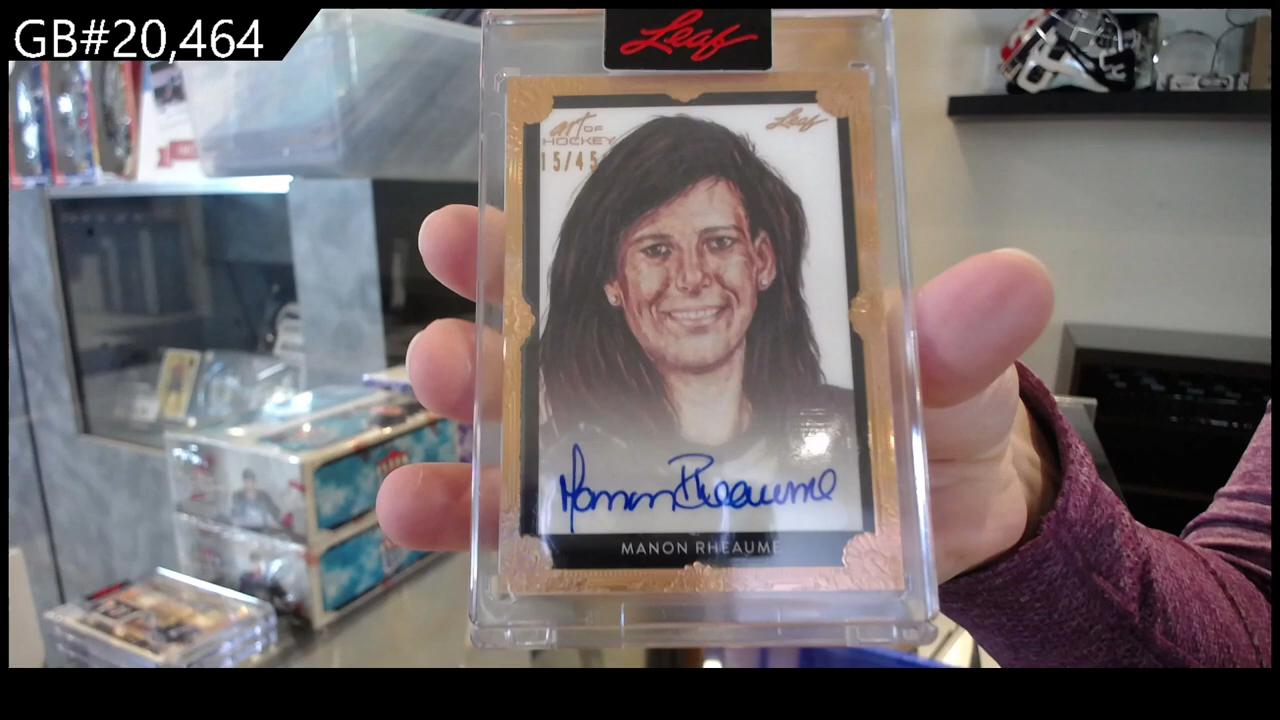 GB#20,464
Leaf
art OF
HOCKEY
Leaf
15/45
Manon Rheaume
MANON RHEAUME